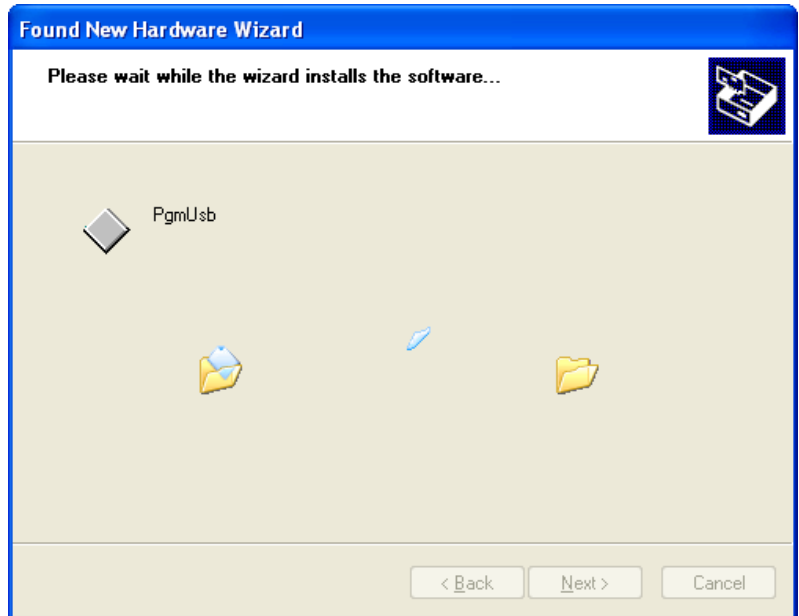 Found New Hardware Wizard
Please wait while the wizard installs the software...
PgmUsb
< Back
Next >
Cancel